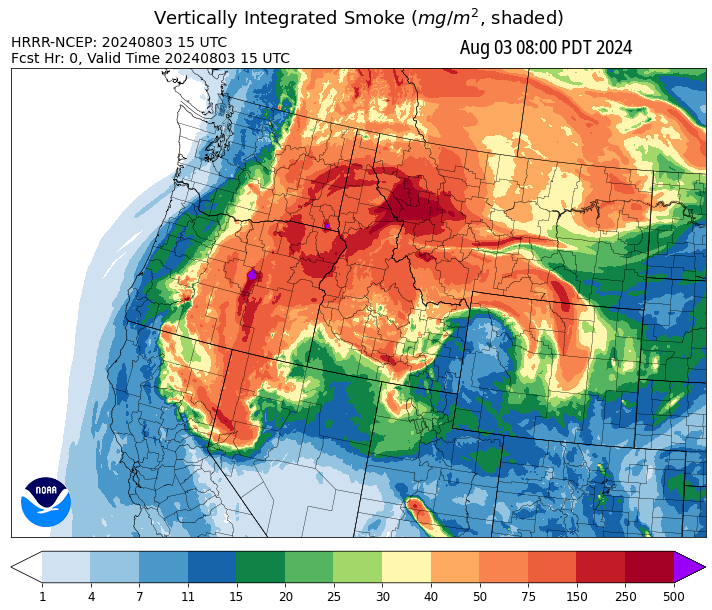 Vertically Integrated Smoke (mg/m², shaded)
HRRR-NCEP: 20240803 15 UTC
Aug 03 08:00 PDT 2024
Fcst Hr: 0, Valid Time 20240803 15 UTC
NOAA
1 4 7 11 15 20 25 30 40 50 75 150 250 500